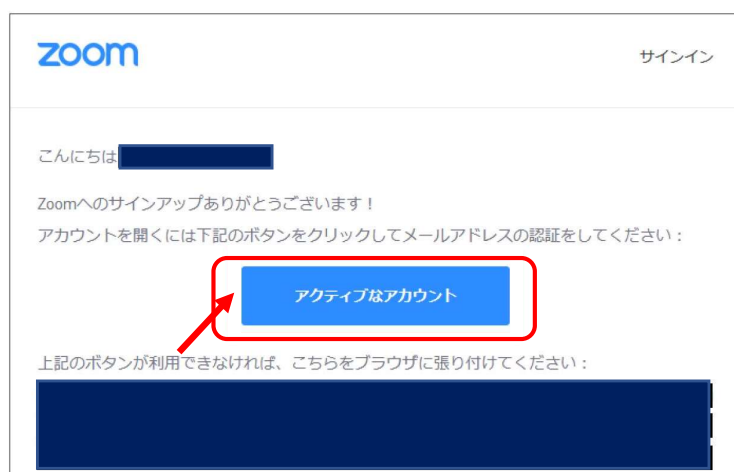 zoom
サインイン
こんにちは
Zoomへのサインアップありがとうございます！
アカウントを開くには下記のボタンをクリックしてメールアドレスの認証をしてください：
アクティブなアカウント
上記のボタンが利用できなければ、こちらをブラウザに張り付けてください：